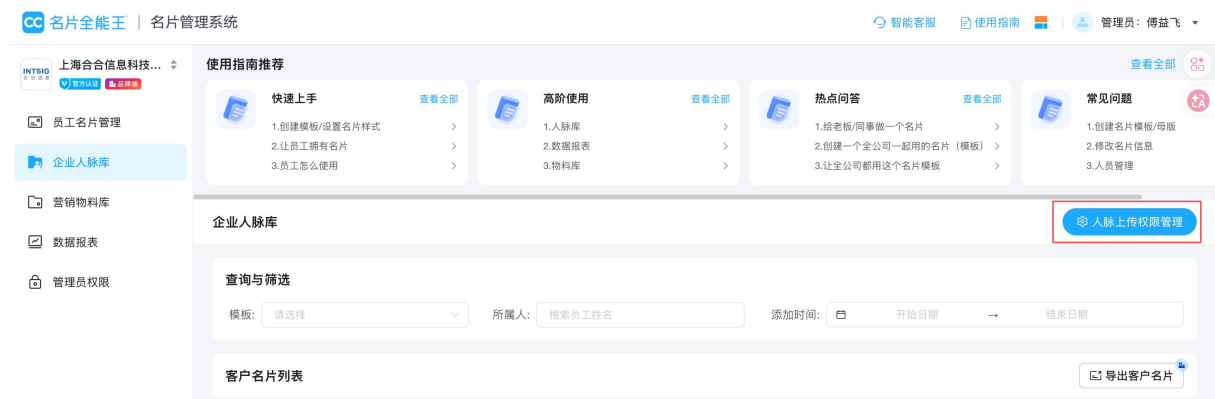 CC 名片全能王 | 名片管理系统
智能客服 使用指南 管理员：傅益飞
INTSIG 上海合合信息科技...
官方认证 品牌版
员工名片管理
企业人脉库
营销物料库
数据报表
管理员权限
使用指南推荐 查看全部
快速上手 查看全部
1.创建模板/设置名片样式
2.让员工拥有名片
3.员工怎么使用
高阶使用 查看全部
1.人脉库
2.数据报表
3.物料库
热点问答 查看全部
1.给老板/同事做一个名片
2.创建一个全公司一起用的名片（模板）
3.让全公司都用这个名片模板
常见问题
1.创建名片模板/母版
2.修改名片信息
3.人员管理
企业人脉库 人脉上传权限管理
查询与筛选
模板: 请选择 所属人: 搜索员工姓名 添加时间: 开始日期 → 结束日期
客户名片列表 导出客户名片